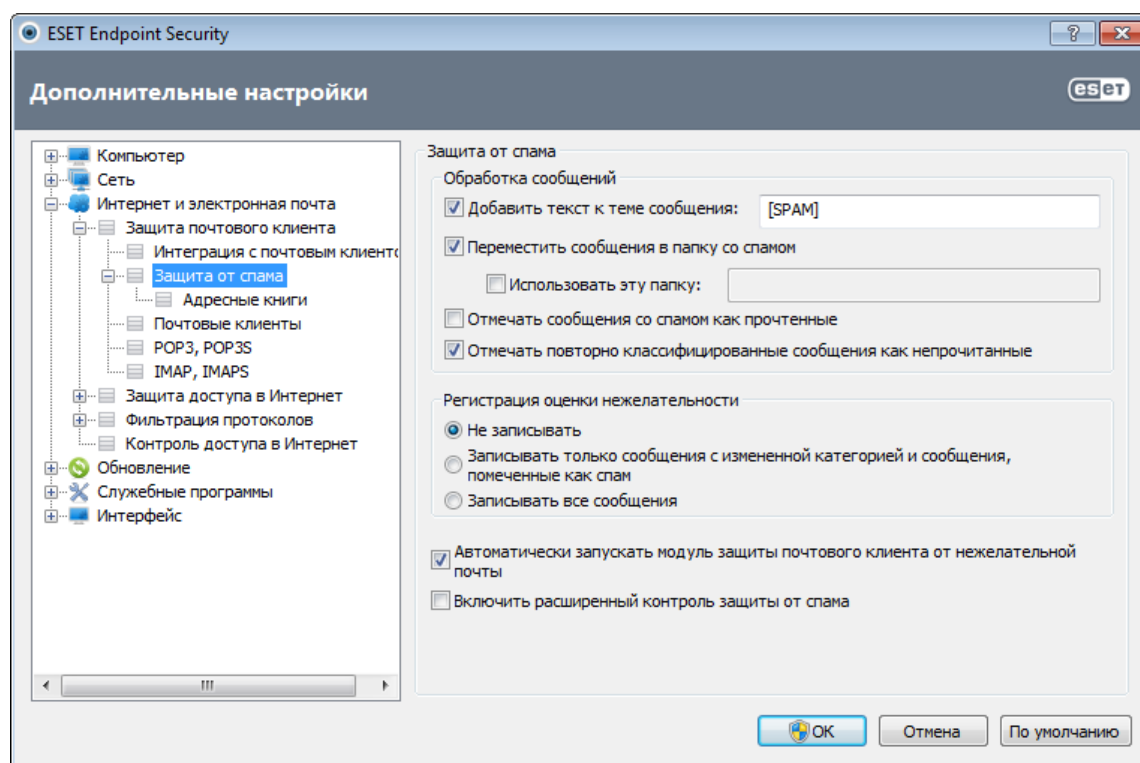 ESET Endpoint Security
Дополнительные настройки
eset
Компьютер
Сеть
Интернет и электронная почта
Защита почтового клиента
Интеграция с почтовым клиенто
Защита от спама
Адресные книги
Почтовые клиенты
POP3, POP3S
IMAP, IMAPS
Защита доступа в Интернет
Фильтрация протоколов
Контроль доступа в Интернет
Обновление
Служебные программы
Интерфейс
Защита от спама
Обработка сообщений
Добавить текст к теме сообщения: [SPAM]
Переместить сообщения в папку со спамом
Использовать эту папку:
Отмечать сообщения со спамом как прочтенные
Отмечать повторно классифицированные сообщения как непрочитанные
Регистрация оценки нежелательности
Не записывать
Записывать только сообщения с измененной категорией и сообщения,
помеченные как спам
Записывать все сообщения
Автоматически запускать модуль защиты почтового клиента от нежелательной
почты
Включить расширенный контроль защиты от спама
OK Отмена По умолчанию